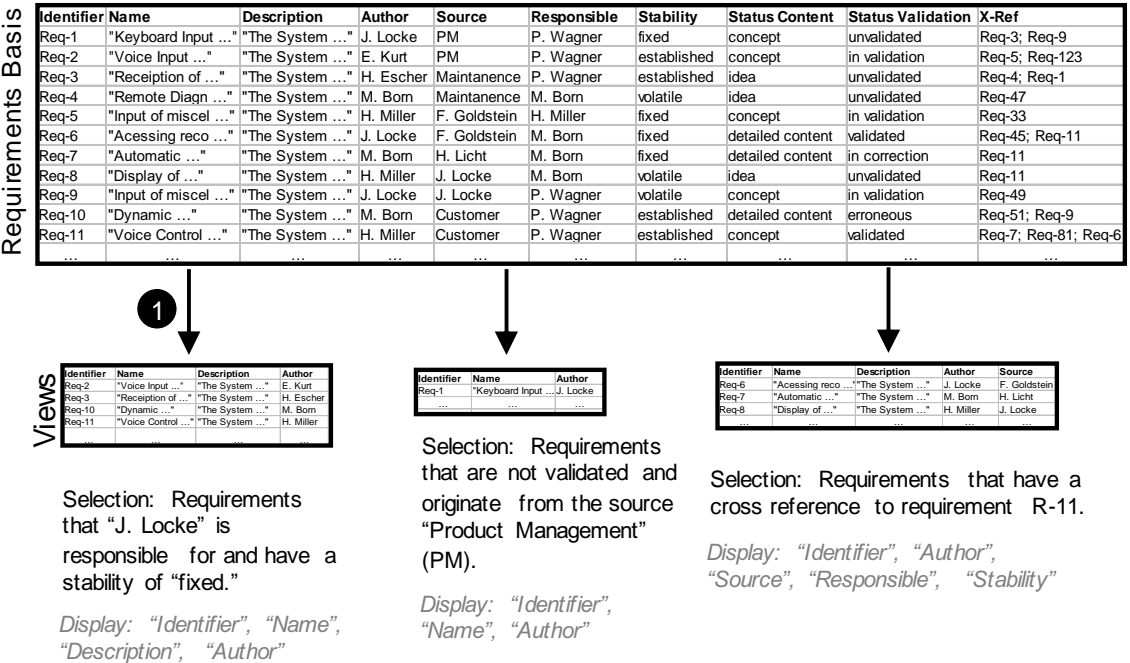 Requirements Basis
Identifier Name Description Author Source Responsible Stability Status Content Status Validation X-Ref
Req-1 "Keyboard Input …" "The System …" J. Locke PM P. Wagner fixed concept unvalidated Req-3; Req-9
Req-2 "Voice Input …" "The System …" E. Kurt PM P. Wagner established concept in validation Req-5; Req-123
Req-3 "Receiption of …" "The System …" H. Escher Maintanence P. Wagner established idea unvalidated Req-4; Req-1
Req-4 "Remote Diagn …" "The System …" M. Born Maintanence M. Born volatile idea unvalidated Req-47
Req-5 "Input of miscel …" "The System …" H. Miller F. Goldstein H. Miller fixed concept in validation Req-33
Req-6 "Acessing reco …" "The System …" J. Locke F. Goldstein M. Born fixed detailed content validated Req-45; Req-11
Req-7 "Automatic …" "The System …" M. Born H. Licht M. Born fixed detailed content in correction Req-11
Req-8 "Display of …" "The System …" H. Miller J. Locke M. Born volatile idea unvalidated Req-11
Req-9 "Input of miscel …" "The System …" J. Locke J. Locke P. Wagner volatile concept in validation Req-49
Req-10 "Dynamic …" "The System …" M. Born Customer P. Wagner established detailed content erroneous Req-51; Req-9
Req-11 "Voice Control …" "The System …" H. Miller Customer P. Wagner established concept validated Req-7; Req-81; Req-6
… … … … … … … … … …
1
Views
Identifier Name Description Author
Req-2 "Voice Input …" "The System …" E. Kurt
Req-3 "Receiption of …" "The System …" H. Escher
Req-10 "Dynamic …" "The System …" M. Born
Req-11 "Voice Control …" "The System …" H. Miller
… … … …
Selection: Requirements
that “J. Locke” is
responsible for and have a
stability of “fixed.”
Display: “Identifier”, “Name”,
“Description”, “Author”
Identifier Name Author
Req-1 "Keyboard Input … J. Locke
… … …
Selection: Requirements
that are not validated and
originate from the source
“Product Management”
(PM).
Display: “Identifier”,
“Name”, “Author”
Identifier Name Description Author Source
Req-6 "Acessing reco …" "The System …" J. Locke F. Goldstein
Req-7 "Automatic …" "The System …" M. Born H. Licht
Req-8 "Display of …" "The System …" H. Miller J. Locke
… … … … …
Selection: Requirements that have a
cross reference to requirement R-11.
Display: “Identifier”, “Author”,
“Source”, “Responsible”, “Stability”